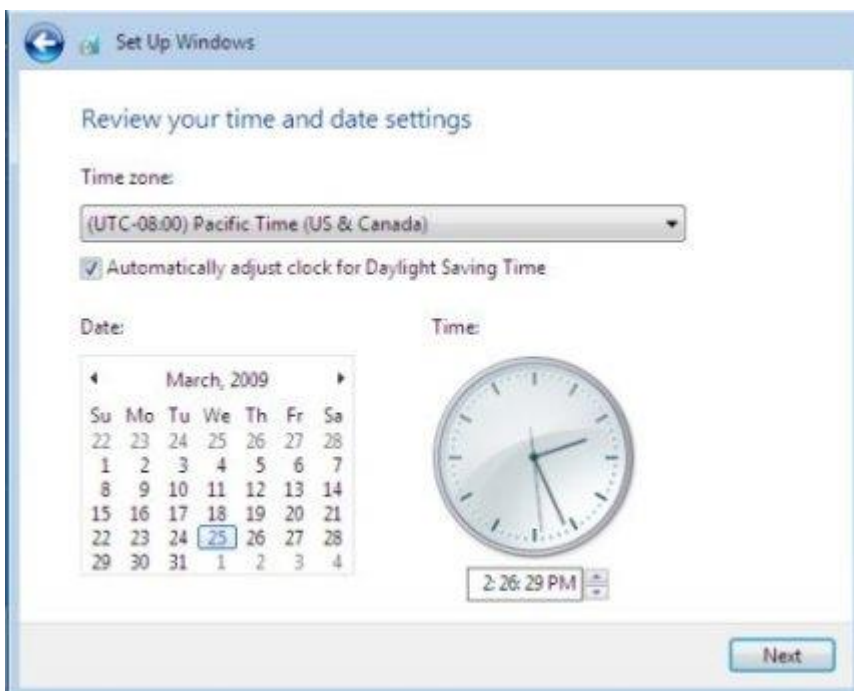 Set Up Windows
Review your time and date settings
Time zone:
(UTC-08:00) Pacific Time (US & Canada)
Automatically adjust clock for Daylight Saving Time
Date:
Time:
March, 2009
Su Mo Tu We Th Fr Sa
22 23 24 25 26 27 28
1 2 3 4 5 6 7
8 9 10 11 12 13 14
15 16 17 18 19 20 21
22 23 24 25 26 27 28
29 30 31 1 2 3 4
2: 26: 29 PM
Next